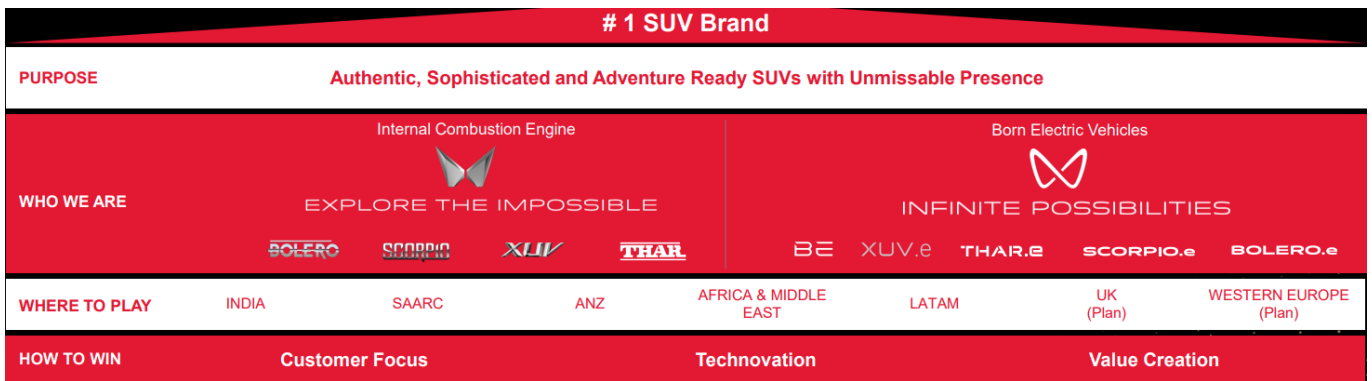 # 1 SUV Brand
PURPOSE
Authentic, Sophisticated and Adventure Ready SUVs with Unmissable Presence
WHO WE ARE
Internal Combustion Engine
EXPLORE THE IMPOSSIBLE
BOLERO SCORPIO XUV THAR
Born Electric Vehicles
INFINITE POSSIBILITIES
BE XUV.e THAR.e SCORPIO.e BOLERO.e
WHERE TO PLAY
INDIA
SAARC
ANZ
AFRICA & MIDDLE
EAST
LATAM
UK
(Plan)
WESTERN EUROPE
(Plan)
HOW TO WIN
Customer Focus
Technovation
Value Creation